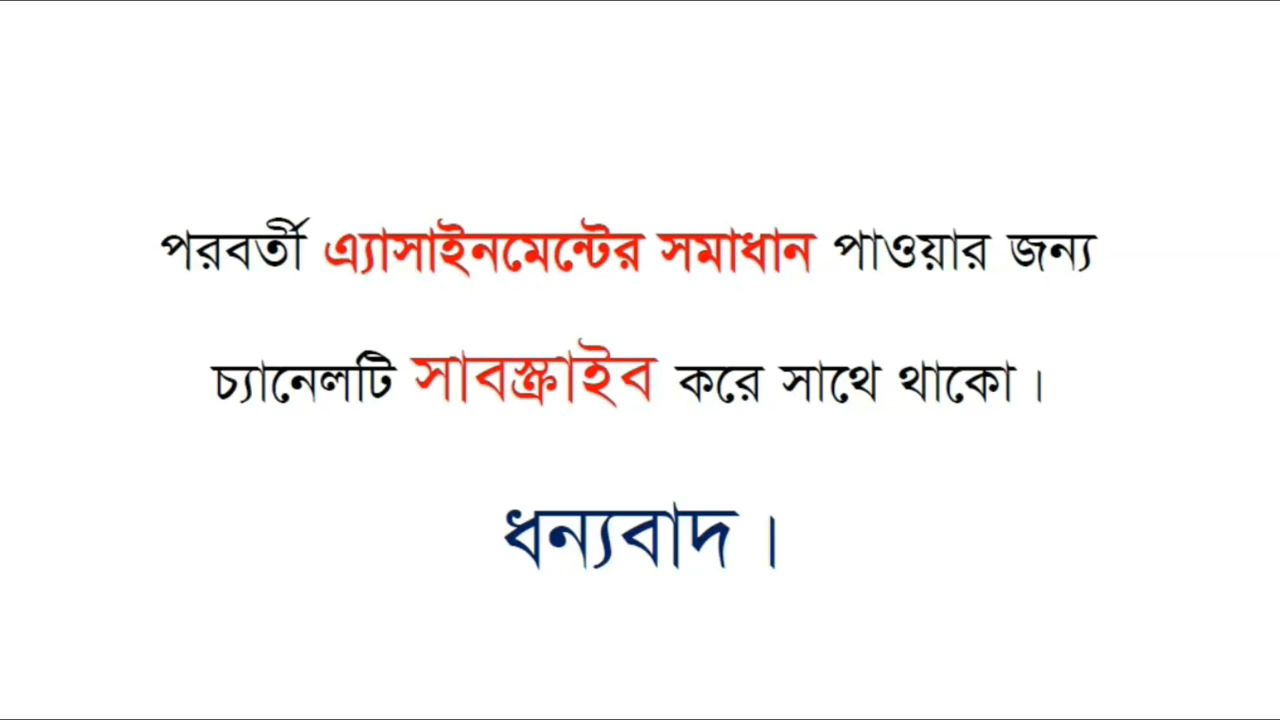 পরবর্তী এ্যাসাইনমেন্টের সমাধান পাওয়ার জন্য
চ্যানেলটি সাবস্ক্রাইব করে সাথে থাকো।
ধন্যবাদ।